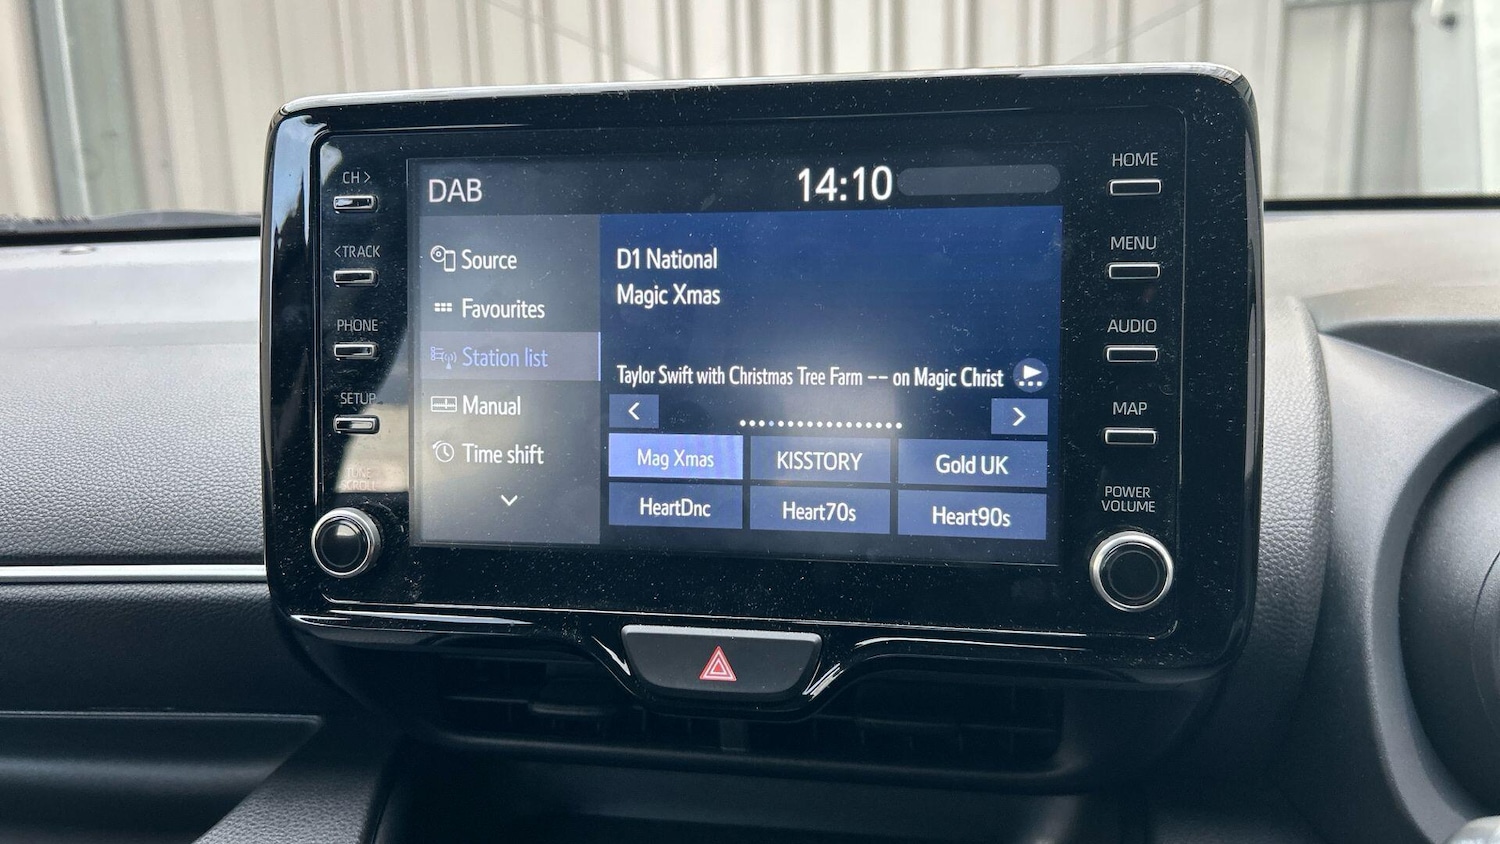 CH >
< TRACK
PHONE
SETUP
TUNE
SCROLL
DAB
14:10
Source
Favourites
Station list
Manual
Time shift
D1 National
Magic Xmas
Taylor Swift with Christmas Tree Farm -- on Magic Christ
<
>
Mag Xmas
KISSTORY
Gold UK
HeartDnc
Heart70s
Heart90s
HOME
MENU
AUDIO
MAP
POWER
VOLUME